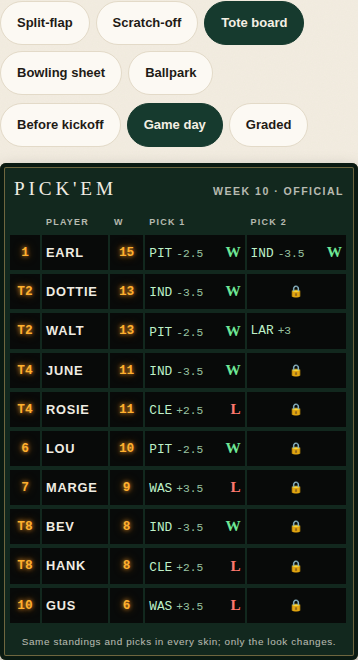 Split-flap Scratch-off Tote board
Bowling sheet Ballpark
Before kickoff Game day Graded
PICK'EM WEEK 10 · OFFICIAL
PLAYER W PICK 1 PICK 2
1 EARL 15 PIT -2.5 W IND -3.5 W
T2 DOTTIE 13 IND -3.5 W
T2 WALT 13 PIT -2.5 W LAR +3
T4 JUNE 11 IND -3.5 W
T4 ROSIE 11 CLE +2.5 L
6 LOU 10 PIT -2.5 W
7 MARGE 9 WAS +3.5 L
T8 BEV 8 IND -3.5 W
T8 HANK 8 CLE +2.5 L
10 GUS 6 WAS +3.5 L
Same standings and picks in every skin; only the look changes.